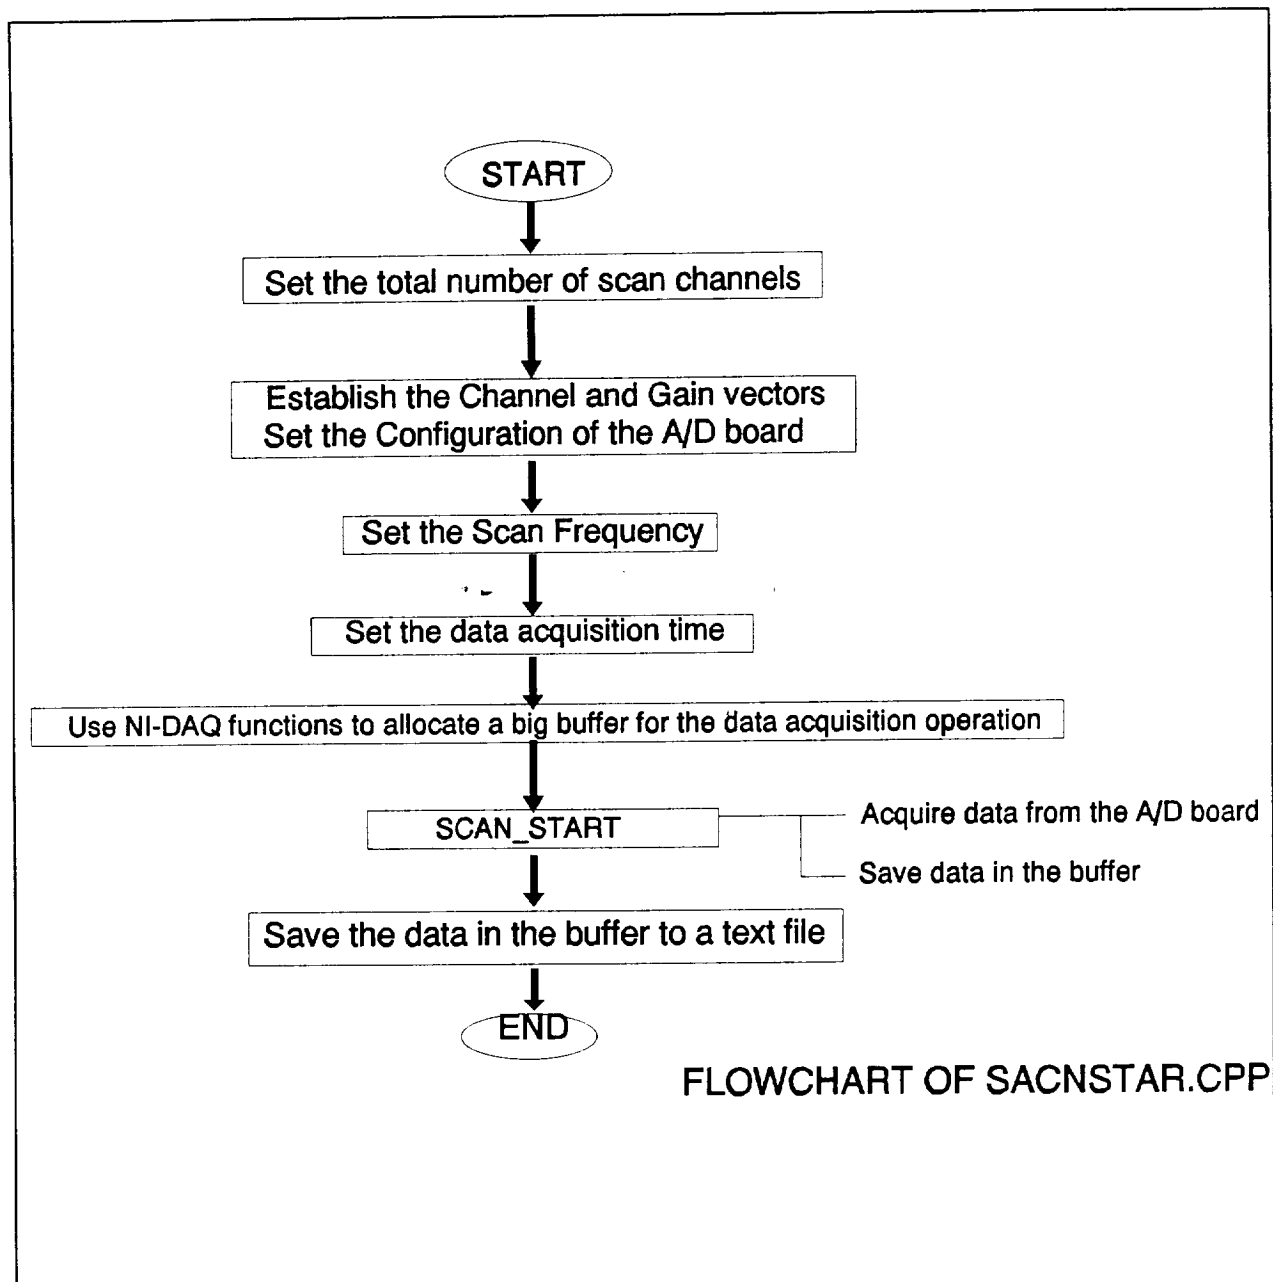 START
Set the total number of scan channels
Establish the Channel and Gain vectors
Set the Configuration of the A/D board
Set the Scan Frequency
Set the data acquisition time
Use NI-DAQ functions to allocate a big buffer for the data acquisition operation
SCAN_START
Acquire data from the A/D board
Save data in the buffer
Save the data in the buffer to a text file
END
FLOWCHART OF SACNSTAR.CPP